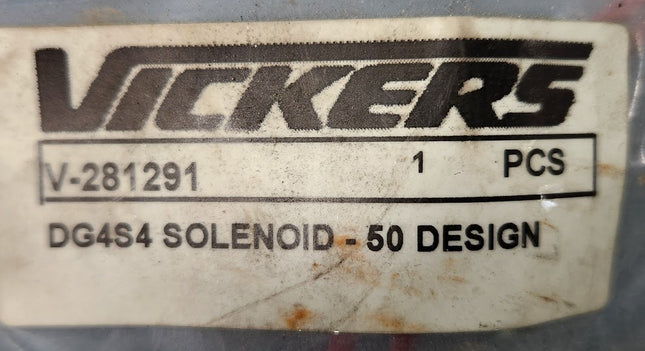 VICKERS
V-281291 1 PCS
DG4S4 SOLENOID - 50 DESIGN